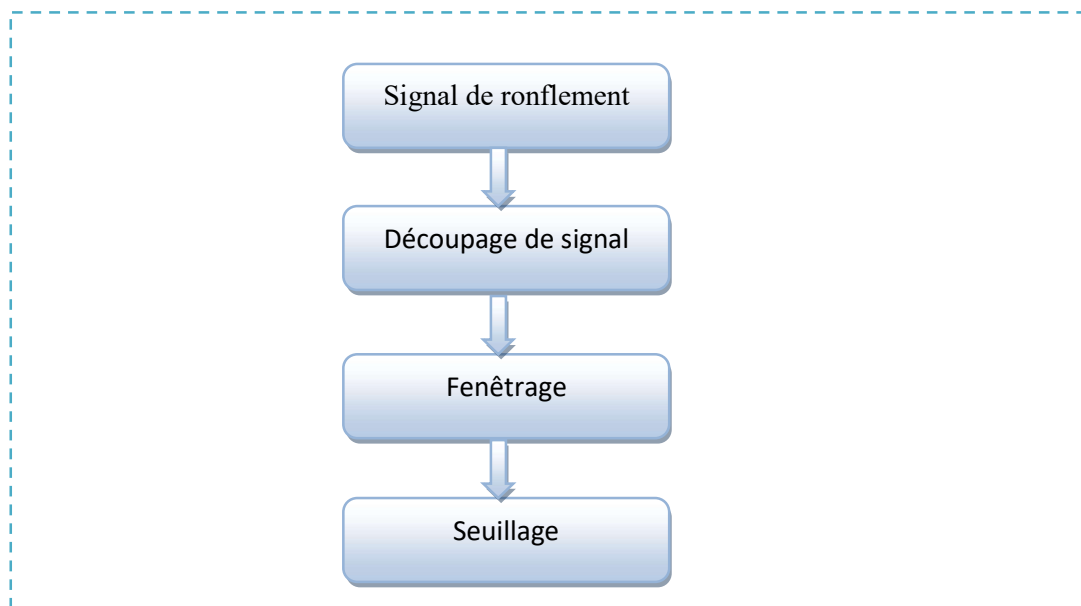 Signal de ronflement
Découpage de signal
Fenêtrage
Seuillage